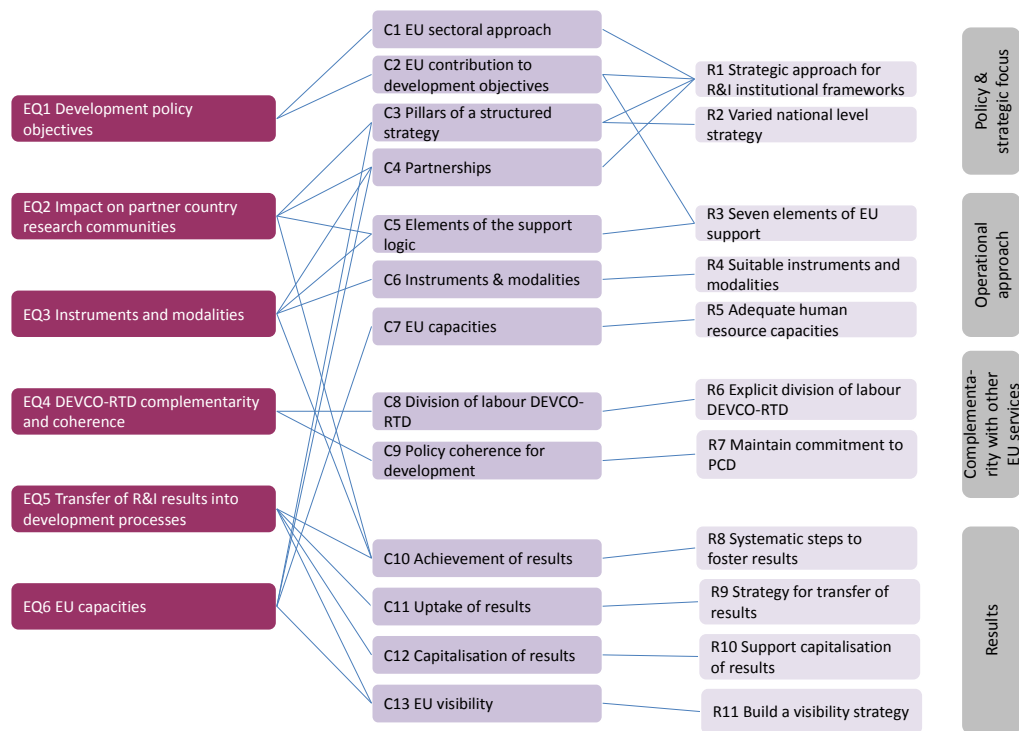 EQ1 Development policy
objectives
EQ2 Impact on partner country
research communities
EQ3 Instruments and modalities
EQ4 DEVCO-RTD complementarity
and coherence
EQ5 Transfer of R&I results into
development processes
EQ6 EU capacities
C1 EU sectoral approach
C2 EU contribution to
development objectives
C3 Pillars of a structured
strategy
C4 Partnerships
C5 Elements of the support
logic
C6 Instruments & modalities
C7 EU capacities
C8 Division of labour DEVCO-
RTD
C9 Policy coherence for
development
C10 Achievement of results
C11 Uptake of results
C12 Capitalisation of results
C13 EU visibility
R1 Strategic approach for
R&I institutional frameworks
R2 Varied national level
strategy
R3 Seven elements of EU
support
R4 Suitable instruments and
modalities
R5 Adequate human
resource capacities
R6 Explicit division of labour
DEVCO-RTD
R7 Maintain commitment to
PCD
R8 Systematic steps to
foster results
R9 Strategy for transfer of
results
R10 Support capitalisation
of results
R11 Build a visibility strategy
Policy &
strategic focus
Operational
approach
Complementa-
rity with other
EU services
Results